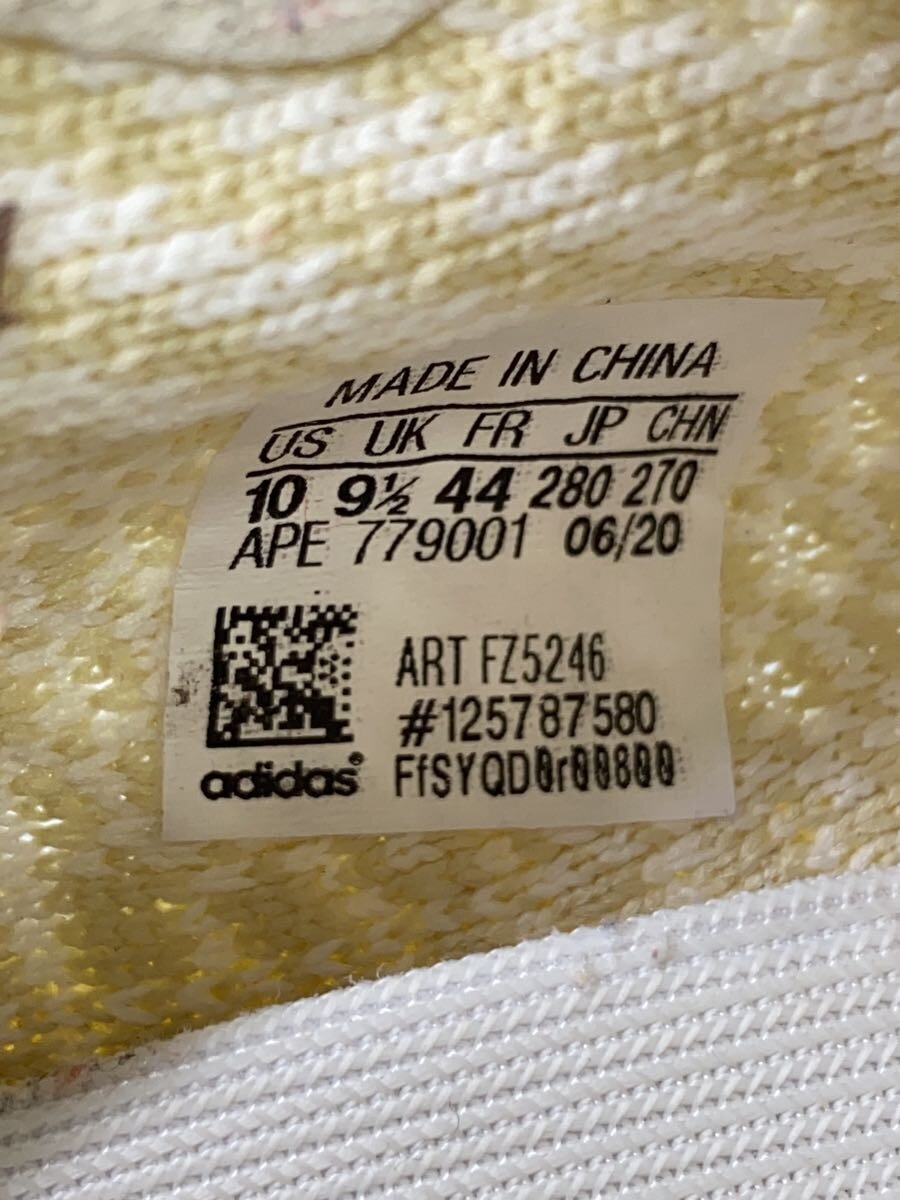 MADE IN CHINA
US UK FR JP CHN
10 9½ 44 280 270
APE 779001 06/20
ART FZ5246
#125787580
adidas® FfSYQD0r00800